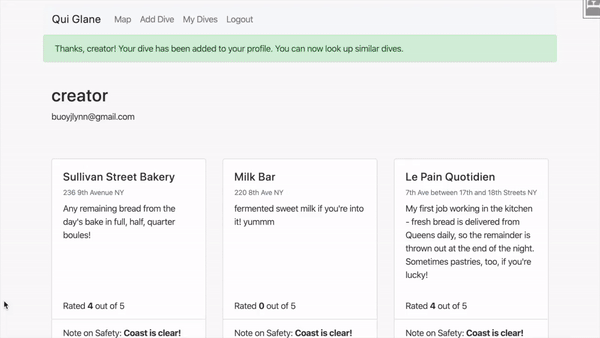 Qui Glane Map Add Dive My Dives Logout
Thanks, creator! Your dive has been added to your profile. You can now look up similar dives.
creator
buoyjlynn@gmail.com
Sullivan Street Bakery
236 9th Avenue NY
Any remaining bread from the
day's bake in full, half, quarter
boules!
Rated 4 out of 5
Note on Safety: Coast is clear!
Milk Bar
220 8th Ave NY
fermented sweet milk if you're into
it! yummm
Rated 0 out of 5
Note on Safety: Coast is clear!
Le Pain Quotidien
7th Ave between 17th and 18th Streets NY
My first job working in the kitchen
- fresh bread is delivered from
Queens daily, so the remainder is
thrown out at the end of the night.
Sometimes pastries, too, if you're
lucky!
Rated 4 out of 5
Note on Safety: Coast is clear!